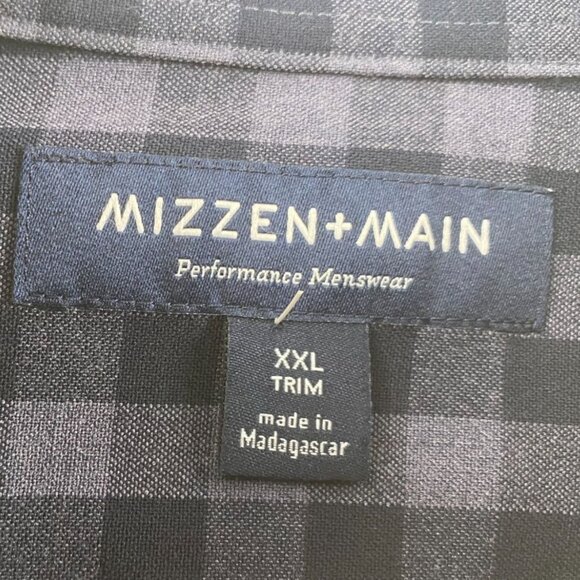 MIZZEN+MAIN
Performance Menswear
XXL
TRIM
made in
Madagascar